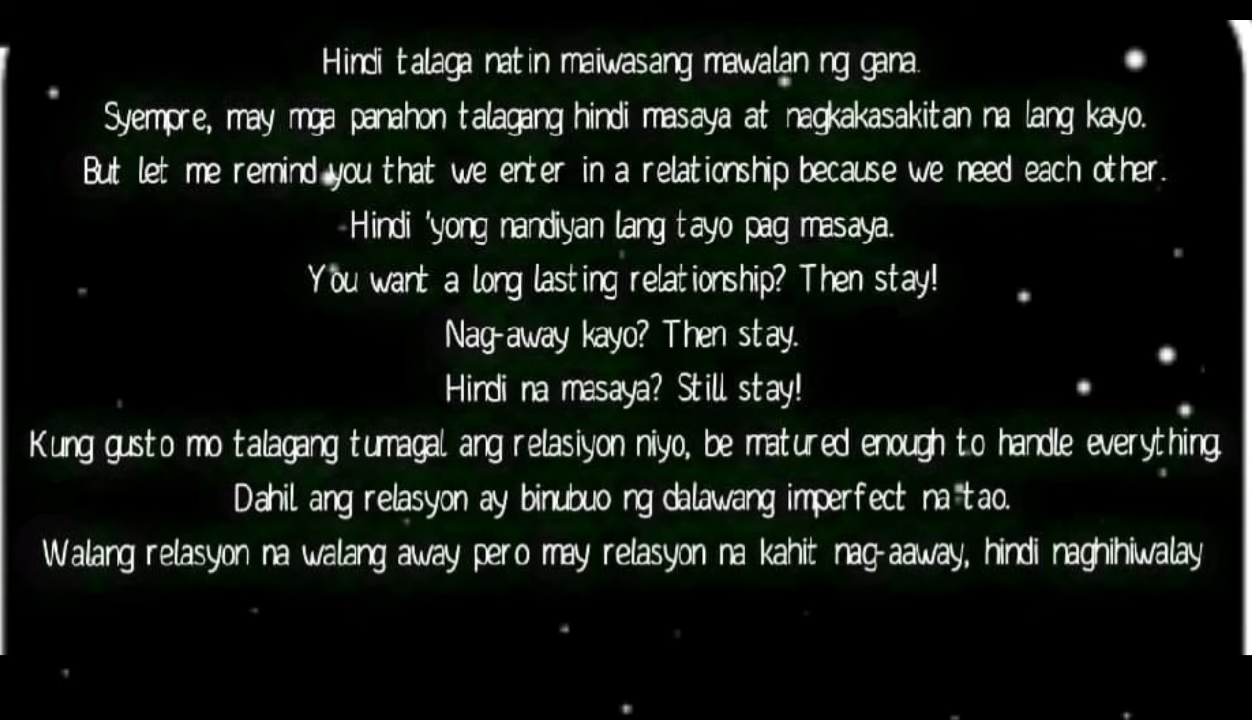 Hindi talaga natin maiwasang mawalan ng gana.
Syempre, may mga panahon talagang hindi masaya at nagkakasakitan na lang kayo.
But let me remind you that we enter in a relationship because we need each other.
Hindi 'yong nandiyan lang tayo pag masaya.
You want a long lasting relationship? Then stay!
Nag-away kayo? Then stay.
Hindi na masaya? Still stay!
Kung gusto mo talagang tumagal ang relasiyon niyo, be matured enough to handle everything.
Dahil ang relasyon ay binubuo ng dalawang imperfect na tao.
Walang relasyon na walang away pero may relasyon na kahit nag-aaway, hindi naghihiwalay